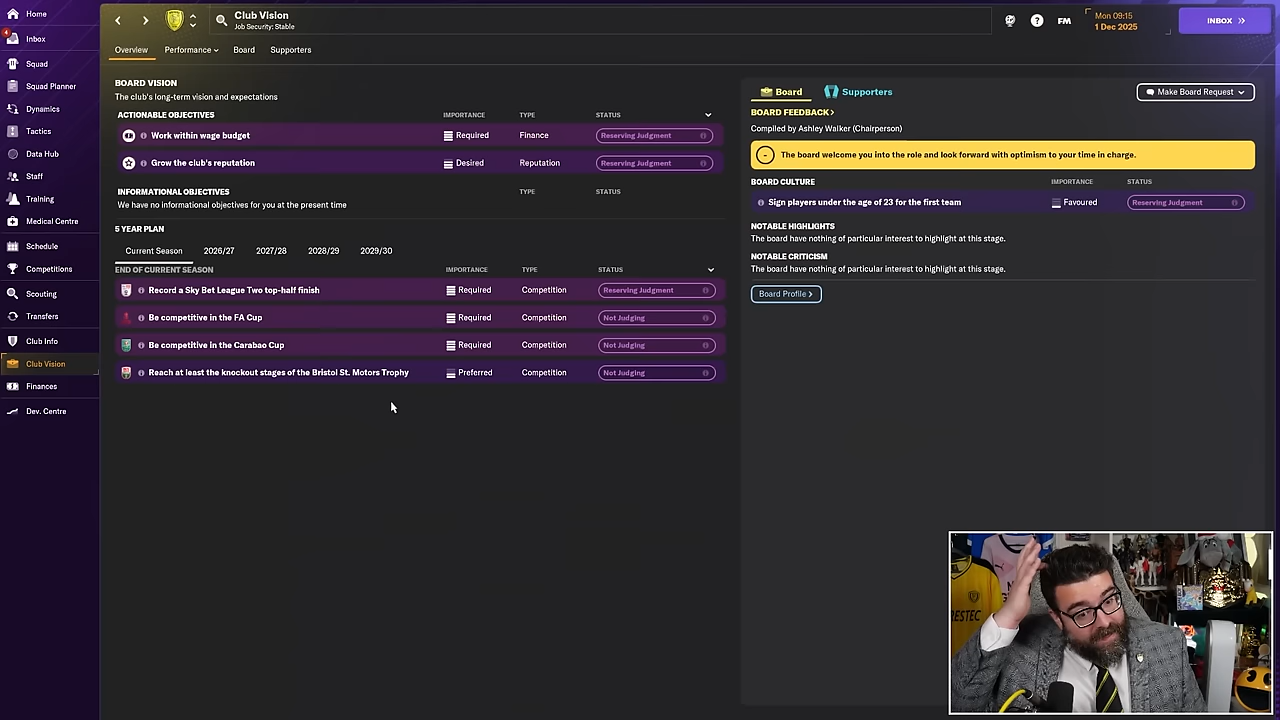 Home
4
Inbox
Squad
Squad Planner
Dynamics
Tactics
Data Hub
Staff
Training
Medical Centre
Schedule
Competitions
Scouting
Transfers
Club Info
Club Vision
Finances
Dev. Centre
Club Vision
Job Security: Stable
?
FM
Mon 09:15
1 Dec 2025
INBOX
Overview
Performance
Board
Supporters
BOARD VISION
The club's long-term vision and expectations
ACTIONABLE OBJECTIVES IMPORTANCE TYPE STATUS
Work within wage budget Required Finance Reserving Judgment
Grow the club's reputation Desired Reputation Reserving Judgment
INFORMATIONAL OBJECTIVES TYPE STATUS
We have no informational objectives for you at the present time
5 YEAR PLAN
Current Season 2026/27 2027/28 2028/29 2029/30
END OF CURRENT SEASON IMPORTANCE TYPE STATUS
Record a Sky Bet League Two top-half finish Required Competition Reserving Judgment
Be competitive in the FA Cup Required Competition Not Judging
Be competitive in the Carabao Cup Required Competition Not Judging
Reach at least the knockout stages of the Bristol St. Motors Trophy Preferred Competition Not Judging
Board Supporters Make Board Request
BOARD FEEDBACK
Compiled by Ashley Walker (Chairperson)
The board welcome you into the role and look forward with optimism to your time in charge.
BOARD CULTURE IMPORTANCE STATUS
Sign players under the age of 23 for the first team Favoured Reserving Judgment
NOTABLE HIGHLIGHTS
The board have nothing of particular interest to highlight at this stage.
NOTABLE CRITICISM
The board have nothing of particular interest to highlight at this stage.
Board Profile
RESTEC